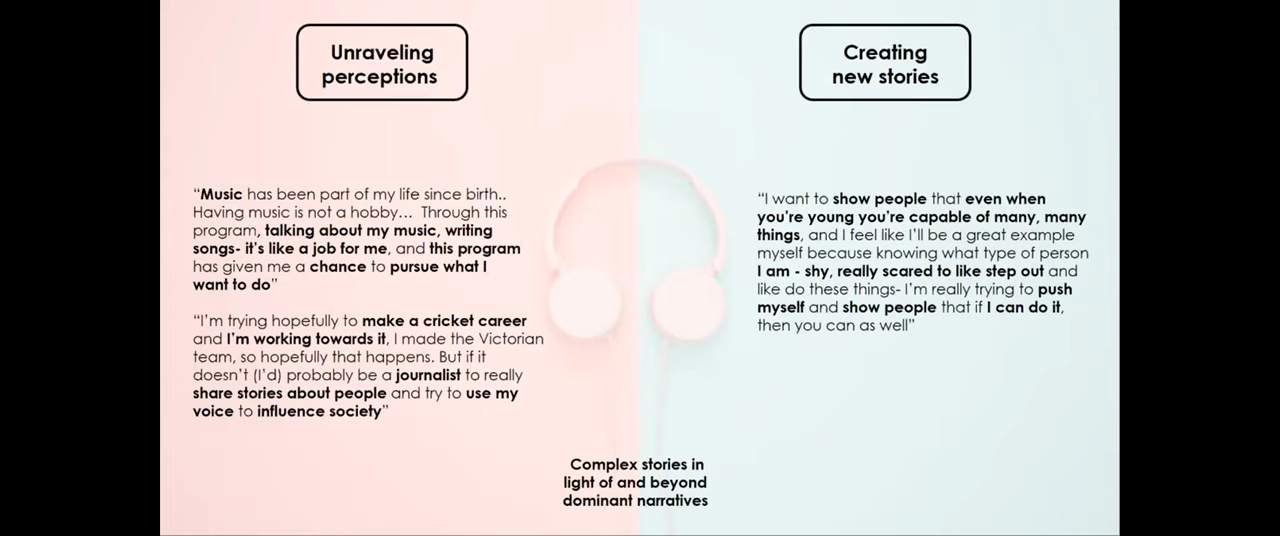 Unraveling
perceptions
“Music has been part of my life since birth..
Having music is not a hobby… Through this
program, talking about my music, writing
songs- it’s like a job for me, and this program
has given me a chance to pursue what I
want to do”
“I’m trying hopefully to make a cricket career
and I’m working towards it, I made the Victorian
team, so hopefully that happens. But if it
doesn’t (I’d) probably be a journalist to really
share stories about people and try to use my
voice to influence society”
Creating
new stories
“I want to show people that even when
you’re young you’re capable of many, many
things, and I feel like I’ll be a great example
myself because knowing what type of person
I am - shy, really scared to like step out and
like do these things- I’m really trying to push
myself and show people that if I can do it,
then you can as well”
Complex stories in
light of and beyond
dominant narratives